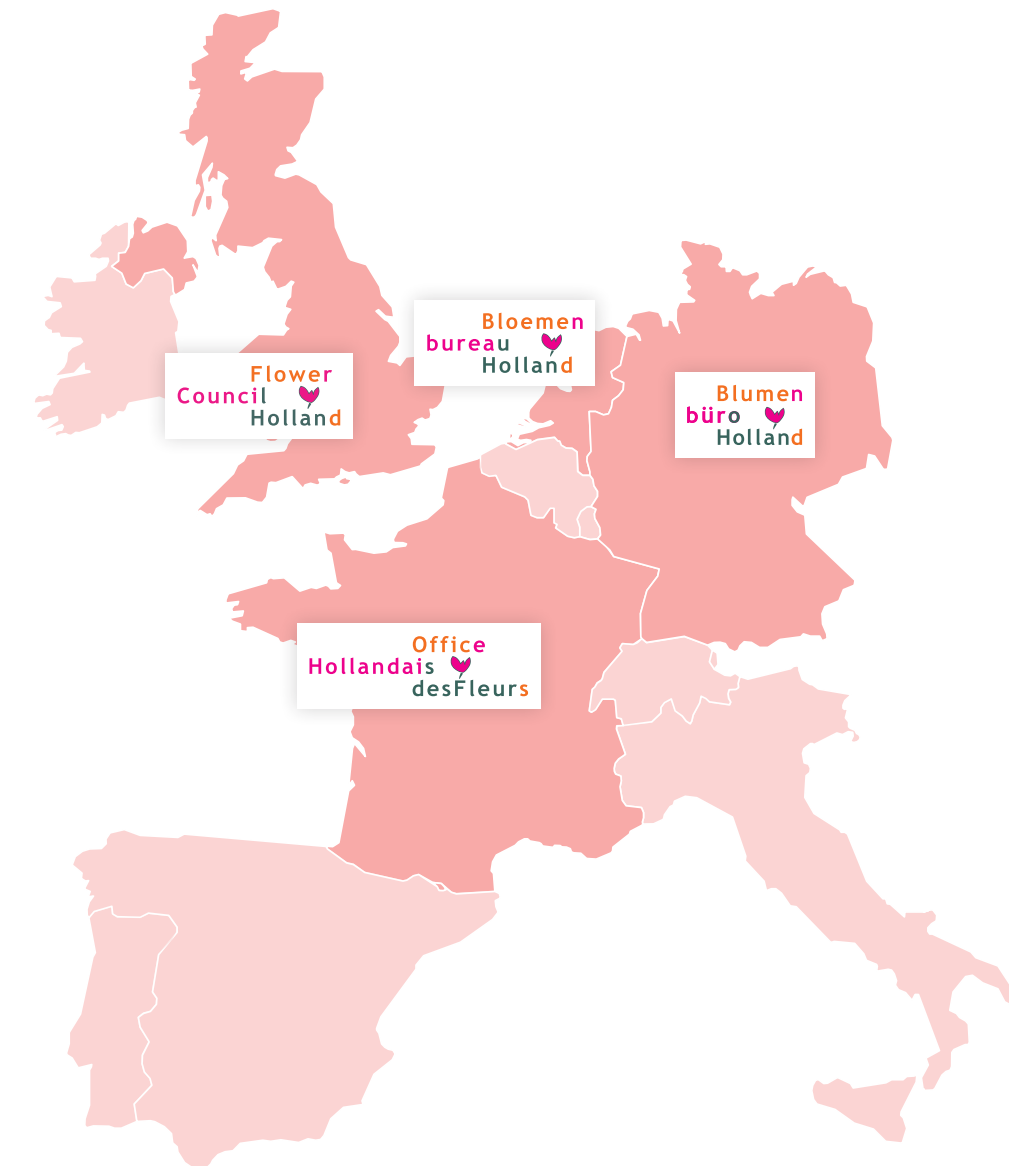 Bloemen
bureau
Holland
Flower
Council
Holland
Blumen
büro
Holland
Office
Hollandais
desFleurs